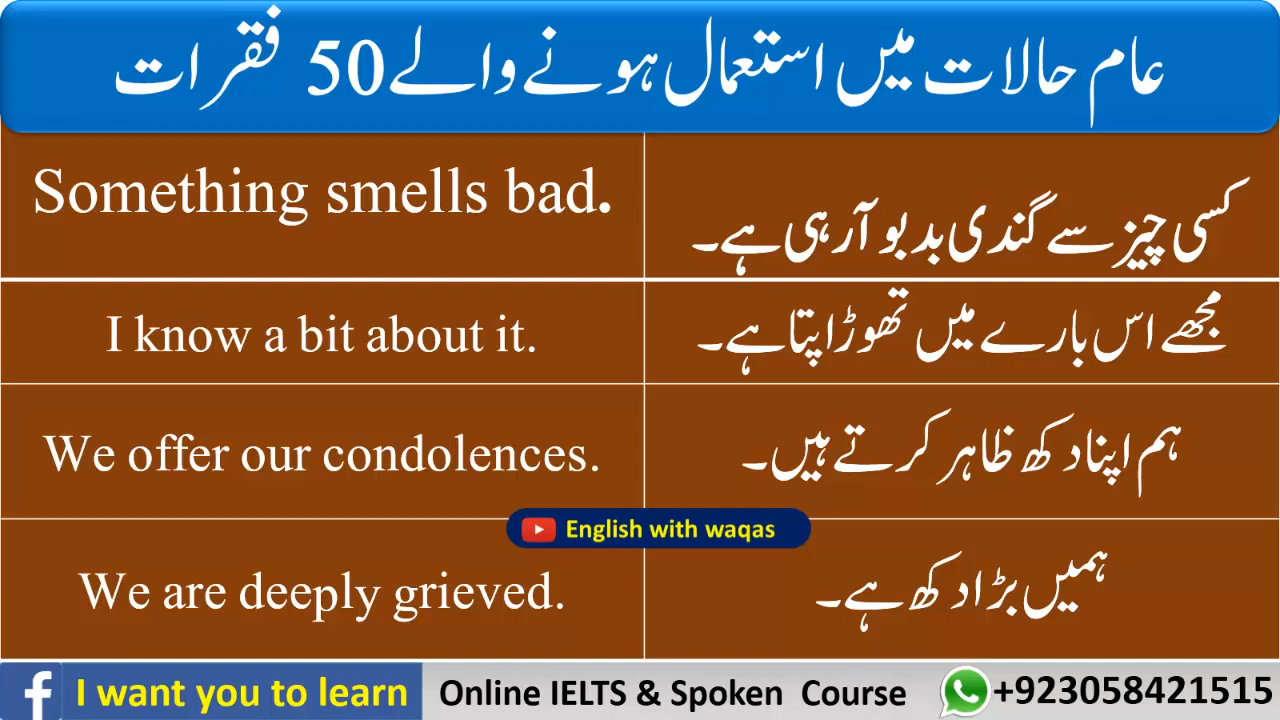 عام حالات میں استعمال ہونے والے 50 فقرات
Something smells bad.
کسی چیز سے گندی بدبو آرہی ہے۔
I know a bit about it.
مجھے اس بارے میں تھوڑا پتا ہے۔
We offer our condolences.
ہم اپنا دکھ ظاہر کرتے ہیں۔
English with waqas
We are deeply grieved.
ہمیں بڑا دکھ ہے۔
I want you to learn
Online IELTS & Spoken Course
+923058421515